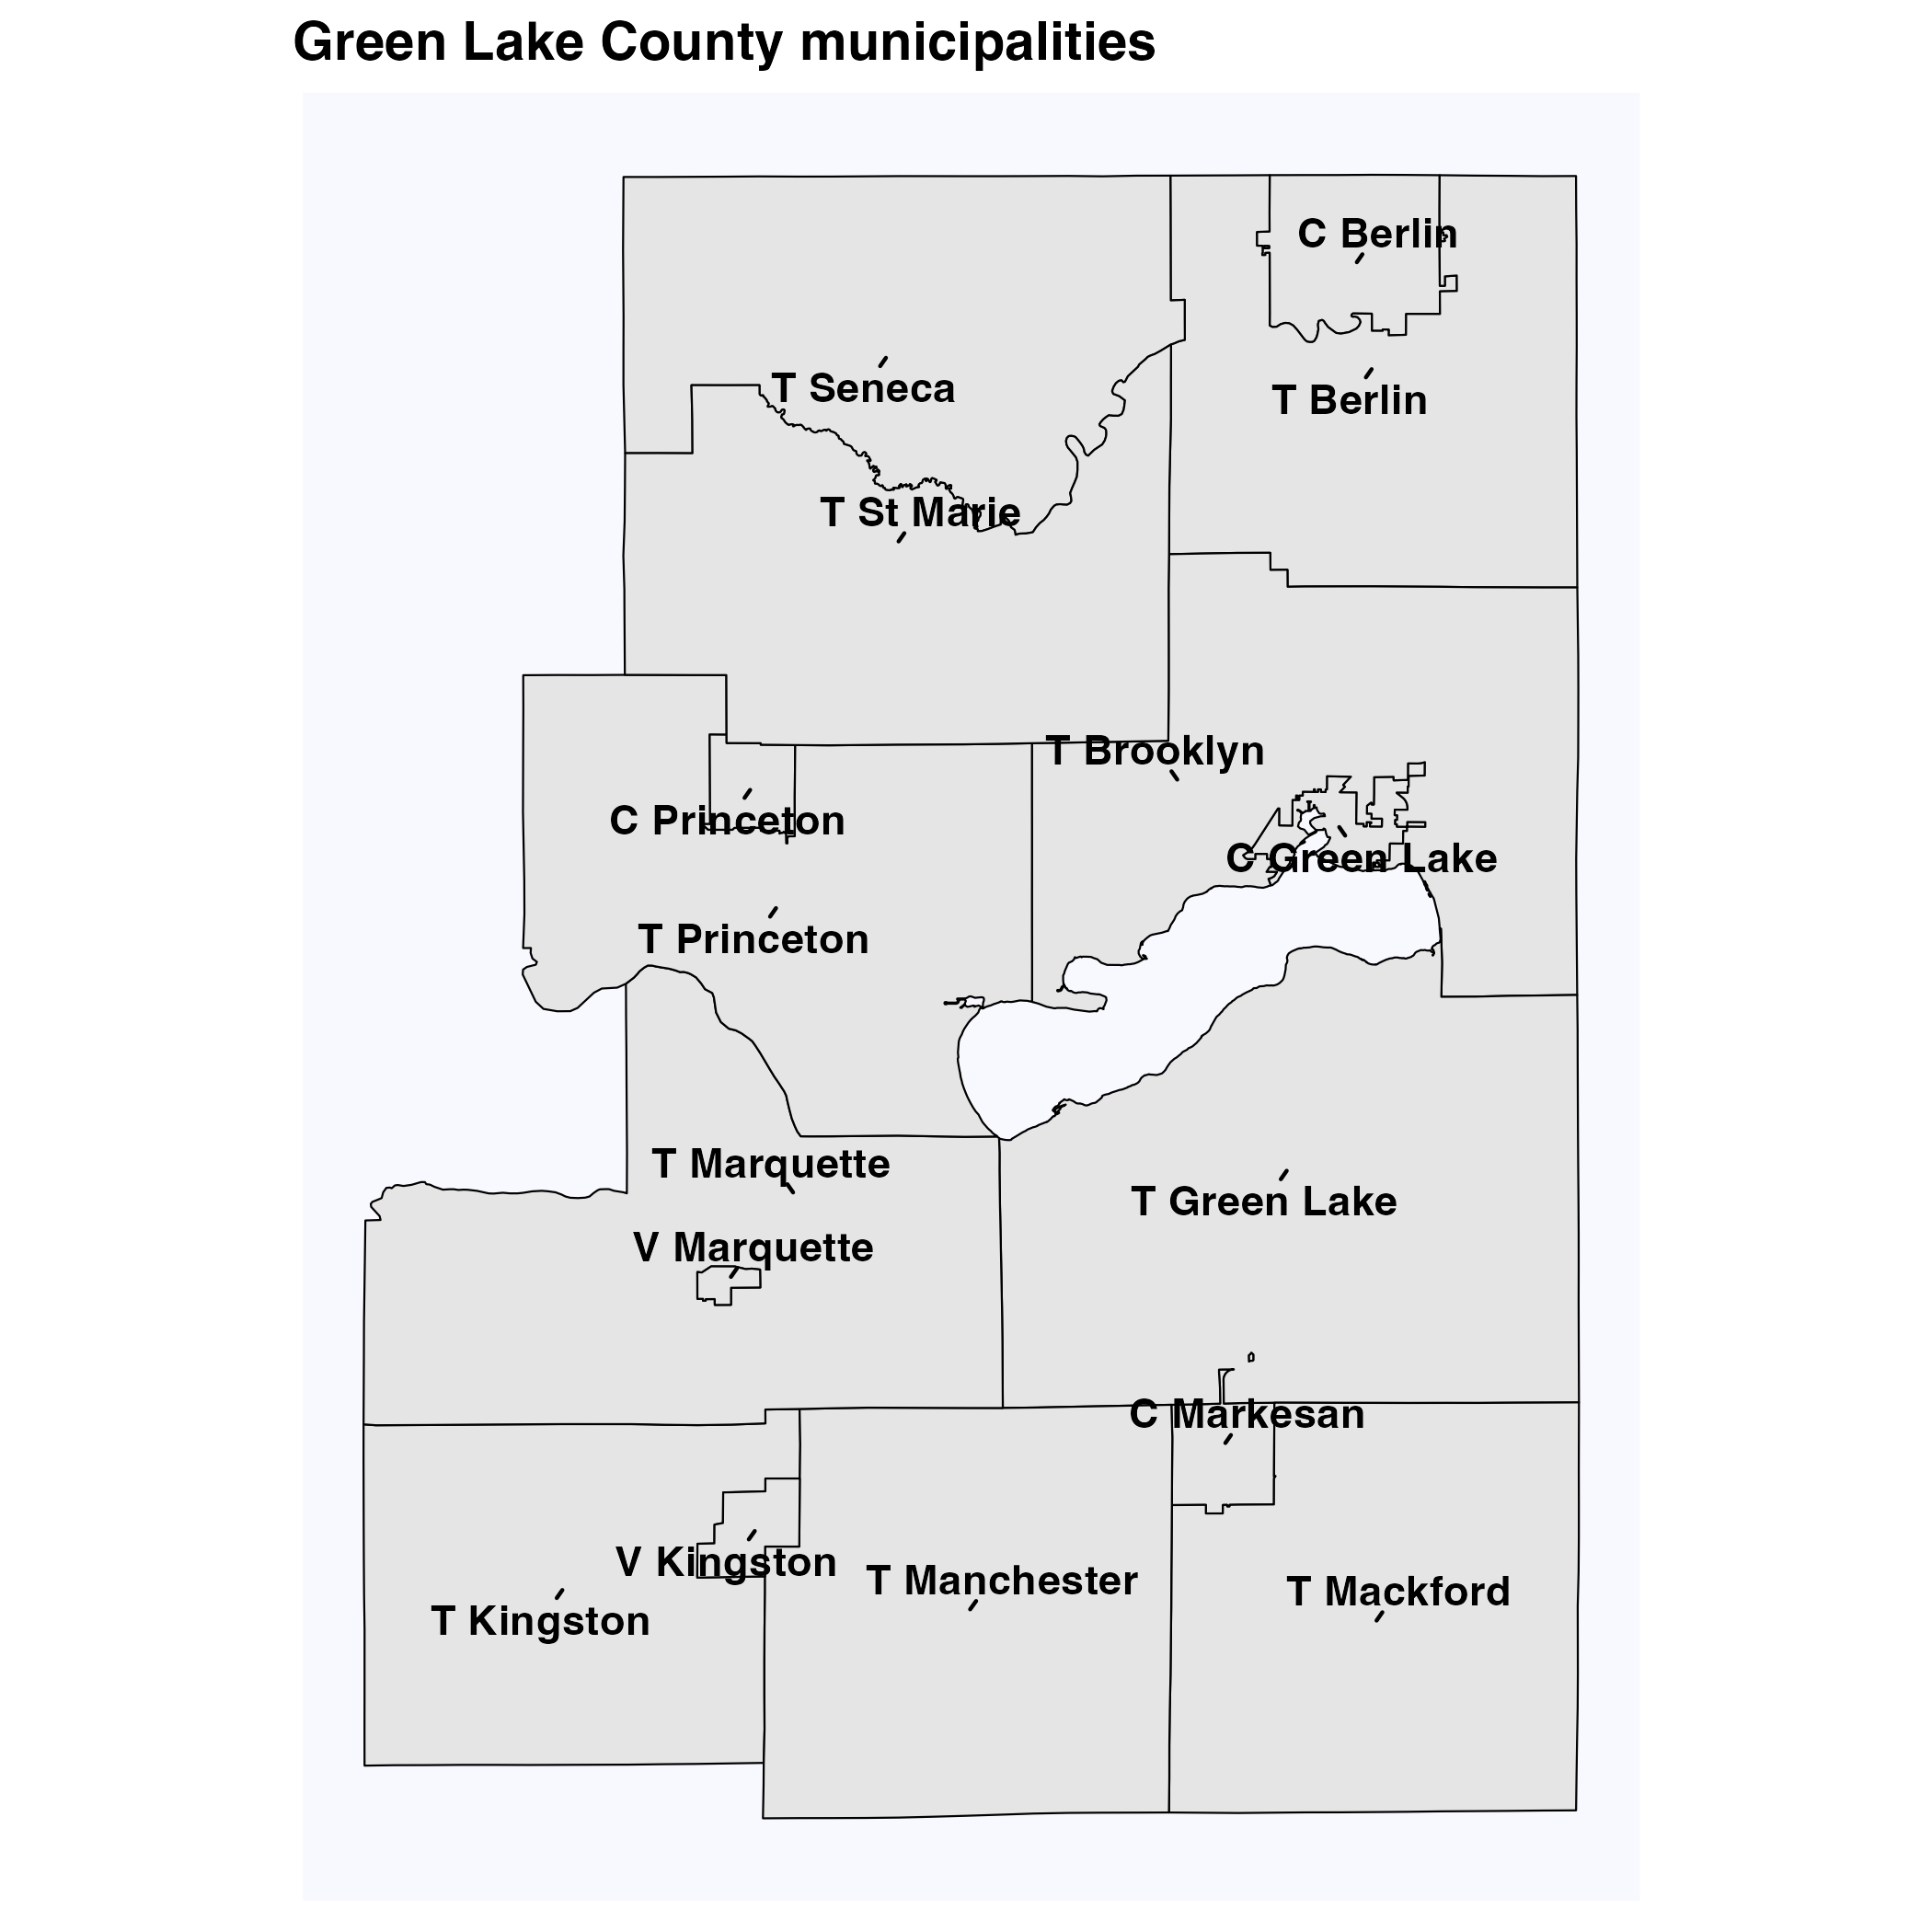 Green Lake County municipalities
C Berlin
T Seneca
T Berlin
T St Marie
T Brooklyn
C Princeton
C Green Lake
T Princeton
T Marquette
T Green Lake
V Marquette
C Markesan
V Kingston
T Manchester
T Mackford
T Kingston